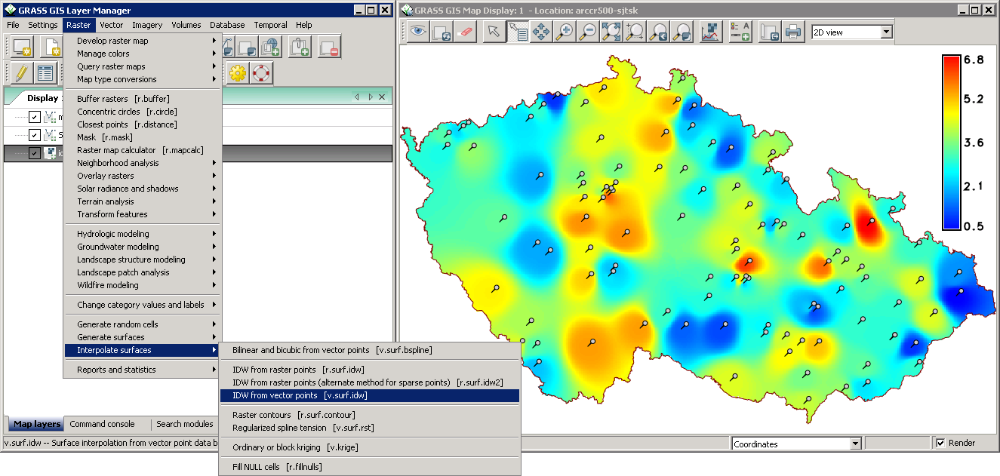 GRASS GIS Layer Manager
File Settings Raster Vector Imagery Volumes Database Temporal Help
Develop raster map
Manage colors
Query raster maps
Map type conversions
Buffer rasters [r.buffer]
Concentric circles [r.circle]
Closest points [r.distance]
Mask [r.mask]
Raster map calculator [r.mapcalc]
Neighborhood analysis
Overlay rasters
Solar radiance and shadows
Terrain analysis
Transform features
Hydrologic modeling
Groundwater modeling
Landscape structure modeling
Landscape patch analysis
Wildfire modeling
Change category values and labels
Generate random cells
Generate surfaces
Interpolate surfaces
Reports and statistics
Display
Bilinear and bicubic from vector points [v.surf.bspline]
IDW from raster points [r.surf.idw]
IDW from raster points (alternate method for sparse points) [r.surf.idw2]
IDW from vector points [v.surf.idw]
Raster contours [r.surf.contour]
Regularized spline tension [v.surf.rst]
Ordinary or block kriging [v.krige]
Fill NULL cells [r.fillnulls]
Map layers Command console Search modules
v.surf.idw -- Surface interpolation from vector point data b
GRASS GIS Map Display: 1 - Location: arccr500-sjtsk
2D view
6.8
5.2
3.6
2.1
0.5
Coordinates
Render